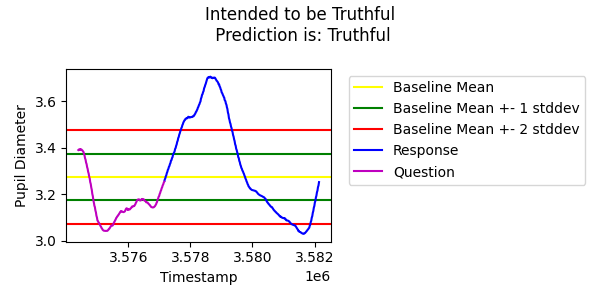 Intended to be Truthful
Prediction is: Truthful
Pupil Diameter
3.6
3.4
3.2
3.0
3.576
3.578
3.580
3.582
1e6
Timestamp
Baseline Mean
Baseline Mean +- 1 stddev
Baseline Mean +- 2 stddev
Response
Question